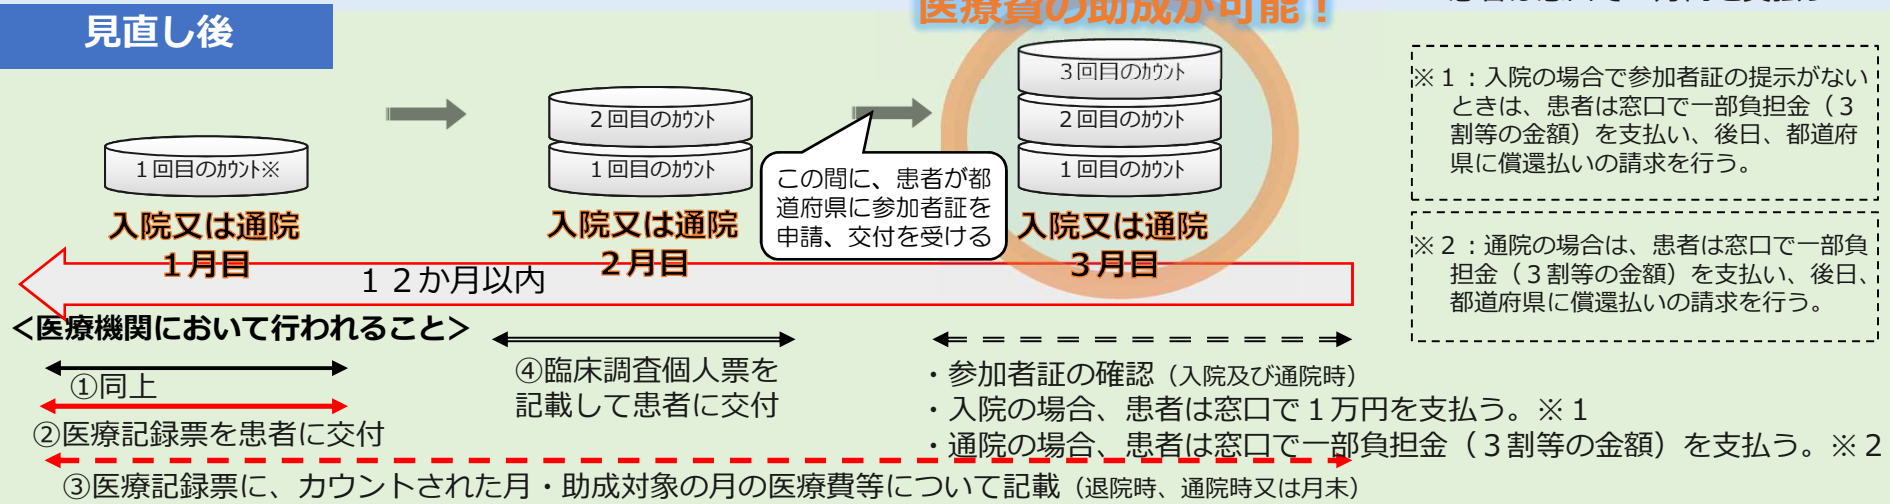 医療費の助成が可能！
見直し後
１回目のｶｳﾝﾄ※
２回目のｶｳﾝﾄ
１回目のｶｳﾝﾄ
３回目のｶｳﾝﾄ
２回目のｶｳﾝﾄ
１回目のｶｳﾝﾄ
この間に、患者が都
道府県に参加者証を
申請、交付を受ける
入院又は通院
１月目
入院又は通院
２月目
入院又は通院
３月目
１２か月以内
※１：入院の場合で参加者証の提示がない
ときは、患者は窓口で一部負担金（３
割等の金額）を支払い、後日、都道府
県に償還払いの請求を行う。
※２：通院の場合は、患者は窓口で一部負
担金（３割等の金額）を支払い、後日、
都道府県に償還払いの請求を行う。
＜医療機関において行われること＞
①同上
②医療記録票を患者に交付
④臨床調査個人票を
記載して患者に交付
・参加者証の確認（入院及び通院時）
・入院の場合、患者は窓口で１万円を支払う。※１
・通院の場合、患者は窓口で一部負担金（３割等の金額）を支払う。※２
③医療記録票に、カウントされた月・助成対象の月の医療費等について記載（退院時、通院時又は月末）